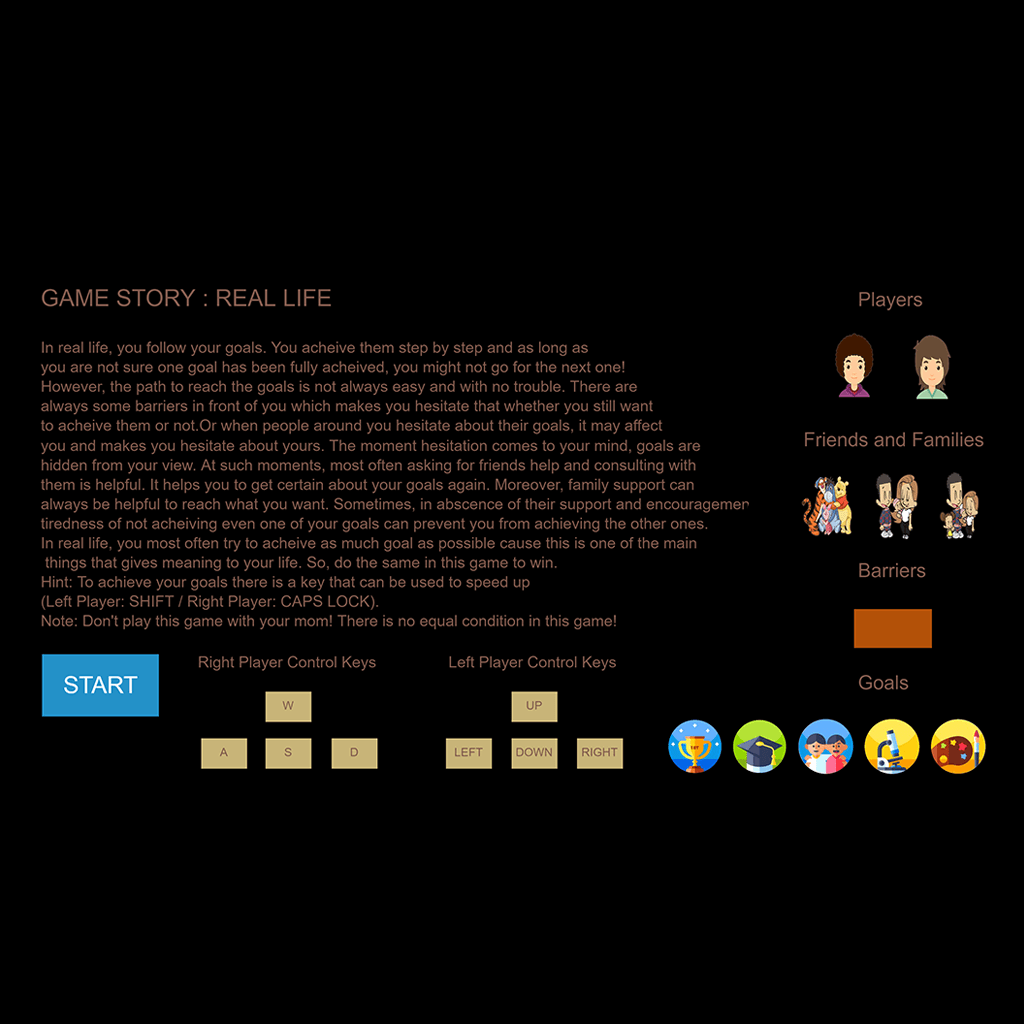 GAME STORY : REAL LIFE
In real life, you follow your goals. You acheive them step by step and as long as
you are not sure one goal has been fully acheived, you might not go for the next one!
However, the path to reach the goals is not always easy and with no trouble. There are
always some barriers in front of you which makes you hesitate that whether you still want
to acheive them or not.Or when people around you hesitate about their goals, it may affect
you and makes you hesitate about yours. The moment hesitation comes to your mind, goals are
hidden from your view. At such moments, most often asking for friends help and consulting with
them is helpful. It helps you to get certain about your goals again. Moreover, family support can
always be helpful to reach what you want. Sometimes, in abscence of their support and encouragemen
tiredness of not acheiving even one of your goals can prevent you from achieving the other ones.
In real life, you most often try to acheive as much goal as possible cause this is one of the main
things that gives meaning to your life. So, do the same in this game to win.
Hint: To achieve your goals there is a key that can be used to speed up
(Left Player: SHIFT / Right Player: CAPS LOCK).
Note: Don't play this game with your mom! There is no equal condition in this game!
START
Right Player Control Keys
W
A S D
Left Player Control Keys
UP
LEFT DOWN RIGHT
Players
Friends and Families
Barriers
Goals